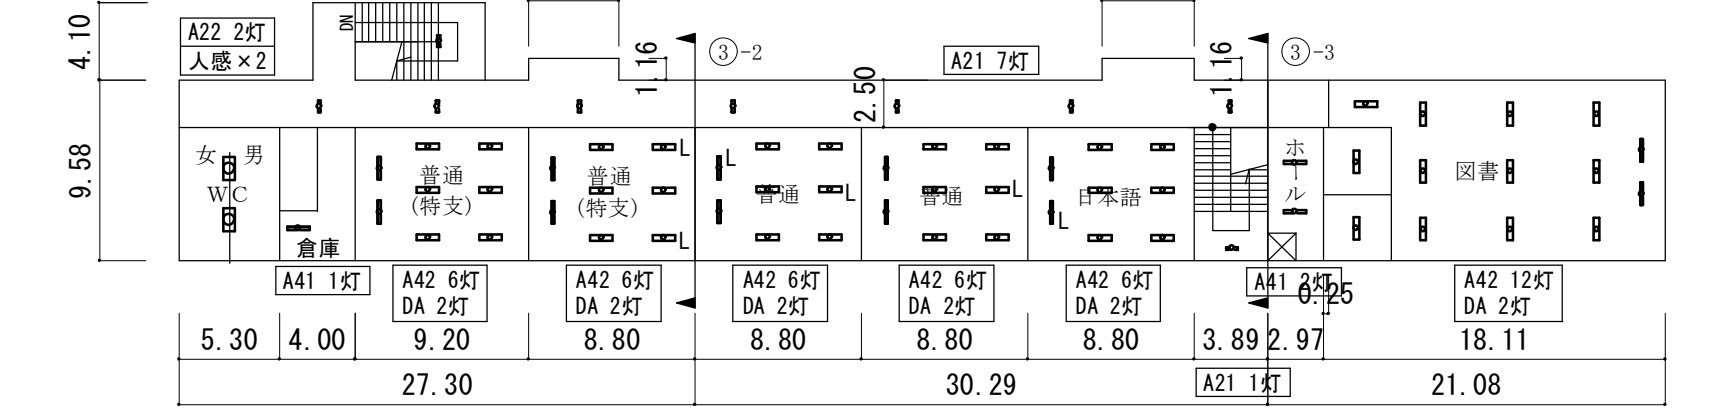 4.10
A22 2灯
人感×2
DN
1.16
③-2
A21 7灯
1.16
③-3
2.50
9.58
女 男
WC
倉庫
普通
(特支)
普通
(特支)
L
L
普通
L
L
普通
L
日本語
L
ホール
図書
A41 1灯
A42 6灯
DA 2灯
A42 6灯
DA 2灯
A42 6灯
DA 2灯
A42 6灯
DA 2灯
A42 6灯
DA 2灯
A41 2灯
0.25
A42 12灯
DA 2灯
5.30 4.00 9.20 8.80 8.80 8.80 8.80 3.89 2.97 18.11
27.30 30.29 A21 1灯 21.08